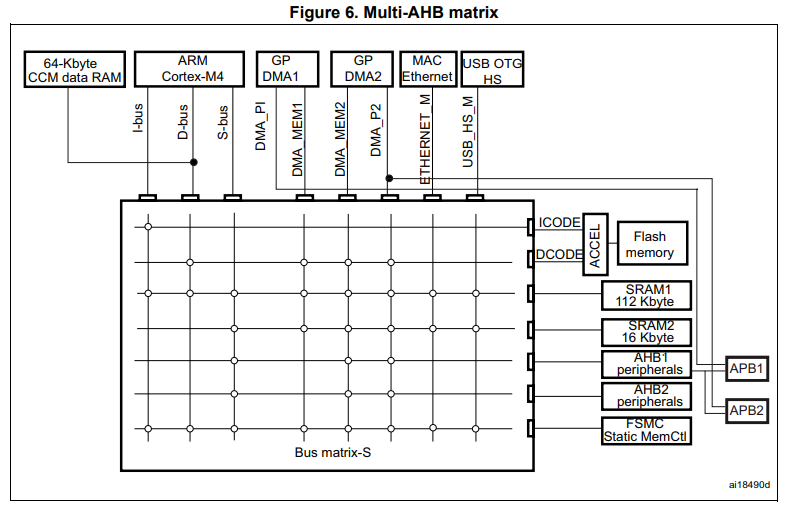 Figure 6. Multi-AHB matrix
64-Kbyte
CCM data RAM
ARM
Cortex-M4
GP
DMA1
GP
DMA2
MAC
Ethernet
USB OTG
HS
I-bus
D-bus
S-bus
DMA_PI
DMA_MEM1
DMA_MEM2
DMA_P2
ETHERNET_M
USB_HS_M
ICODE
DCODE
ACCEL
Flash
memory
SRAM1
112 Kbyte
SRAM2
16 Kbyte
AHB1
peripherals
AHB2
peripherals
FSMC
Static MemCtl
APB1
APB2
Bus matrix-S
ai18490d